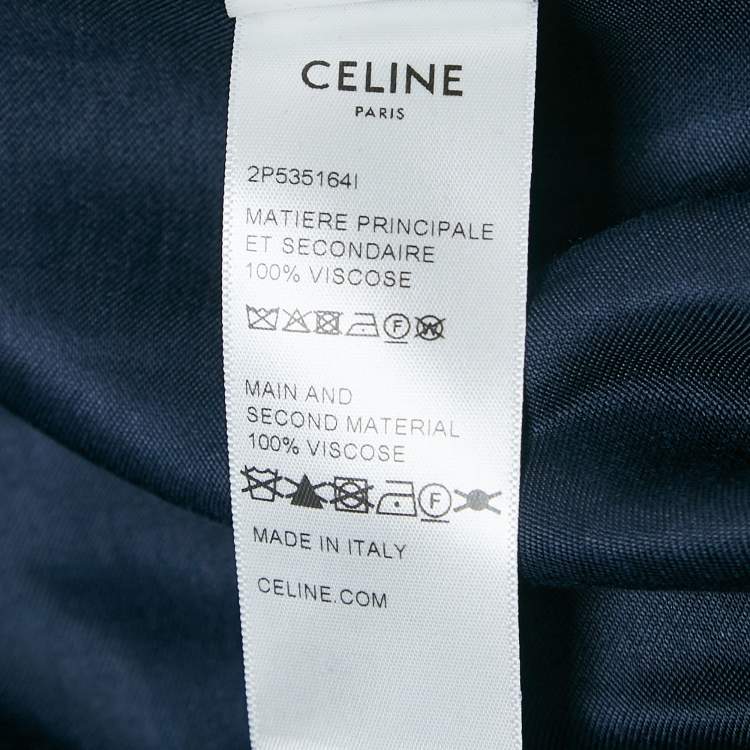 CELINE
PARIS
2P535164I
MATIERE PRINCIPALE
ET SECONDAIRE
100% VISCOSE
F W
MAIN AND
SECOND MATERIAL
100% VISCOSE
F
MADE IN ITALY
CELINE.COM